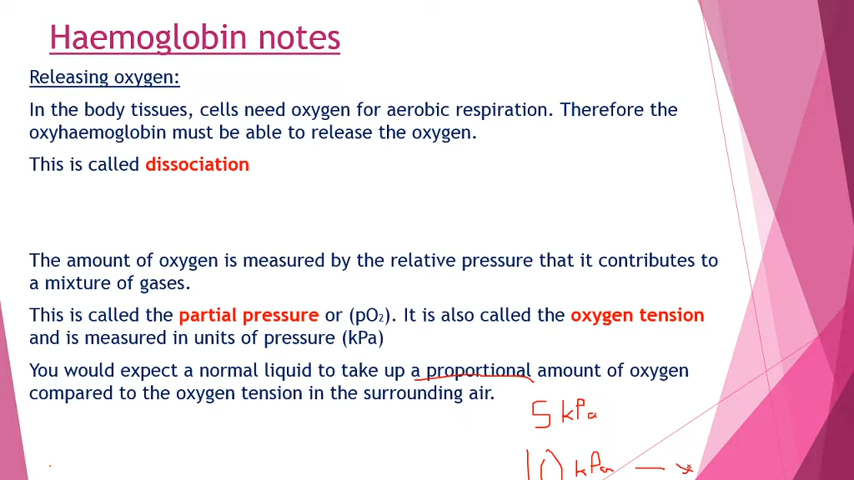 Haemoglobin notes
Releasing oxygen:
In the body tissues, cells need oxygen for aerobic respiration. Therefore the
oxyhaemoglobin must be able to release the oxygen.
This is called dissociation
The amount of oxygen is measured by the relative pressure that it contributes to
a mixture of gases.
This is called the partial pressure or (pO₂). It is also called the oxygen tension
and is measured in units of pressure (kPa)
You would expect a normal liquid to take up a proportional amount of oxygen
compared to the oxygen tension in the surrounding air.
5 kPa
10 kPa